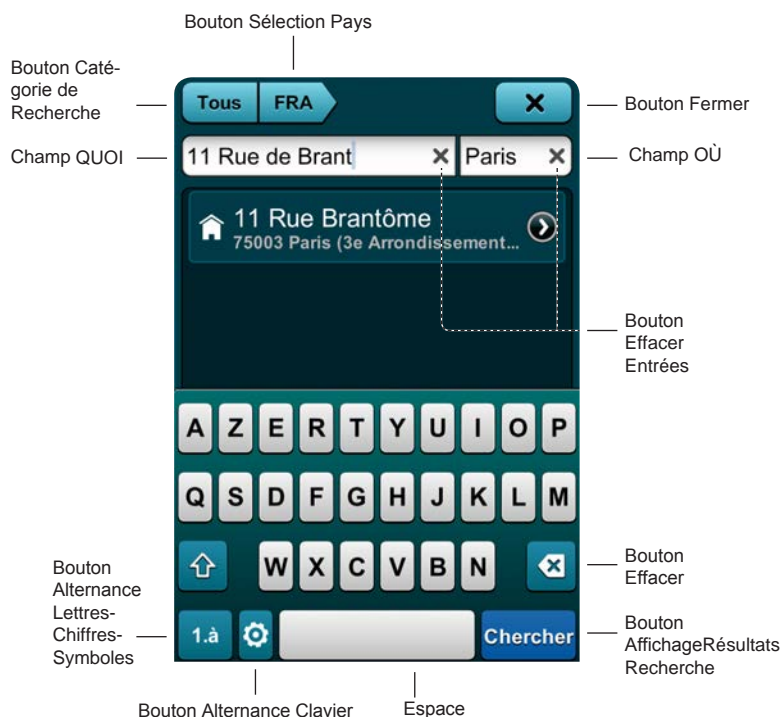 Bouton Sélection Pays
Bouton Caté-
gorie de
Recherche
Tous
FRA
Bouton Fermer
Champ QUOI
11 Rue de Brant
Paris
Champ OÙ
11 Rue Brantôme
75003 Paris (3e Arrondissement...
Bouton
Effacer
Entrées
A Z E R T Y U I O P
Q S D F G H J K L M
W X C V B N
Bouton
Effacer
Bouton
Alternance
Lettres-
Chiffres-
Symboles
1.à
Chercher
Bouton
AffichageRésultats
Recherche
Bouton Alternance Clavier
Espace